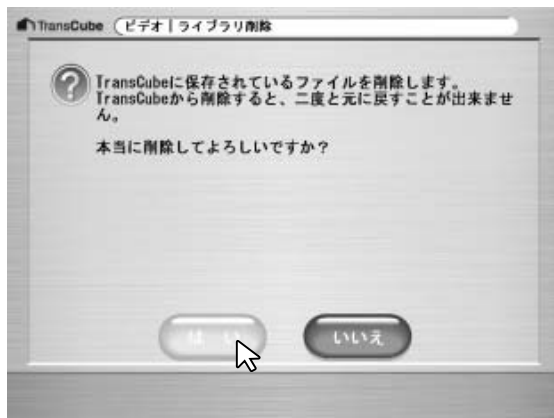 TransCube ビデオ | ライブラリ削除
TransCubeに保存されているファイルを削除します。
TransCubeから削除すると、二度と元に戻すことが出来ませ
ん。
本当に削除してよろしいですか？
はい いいえ